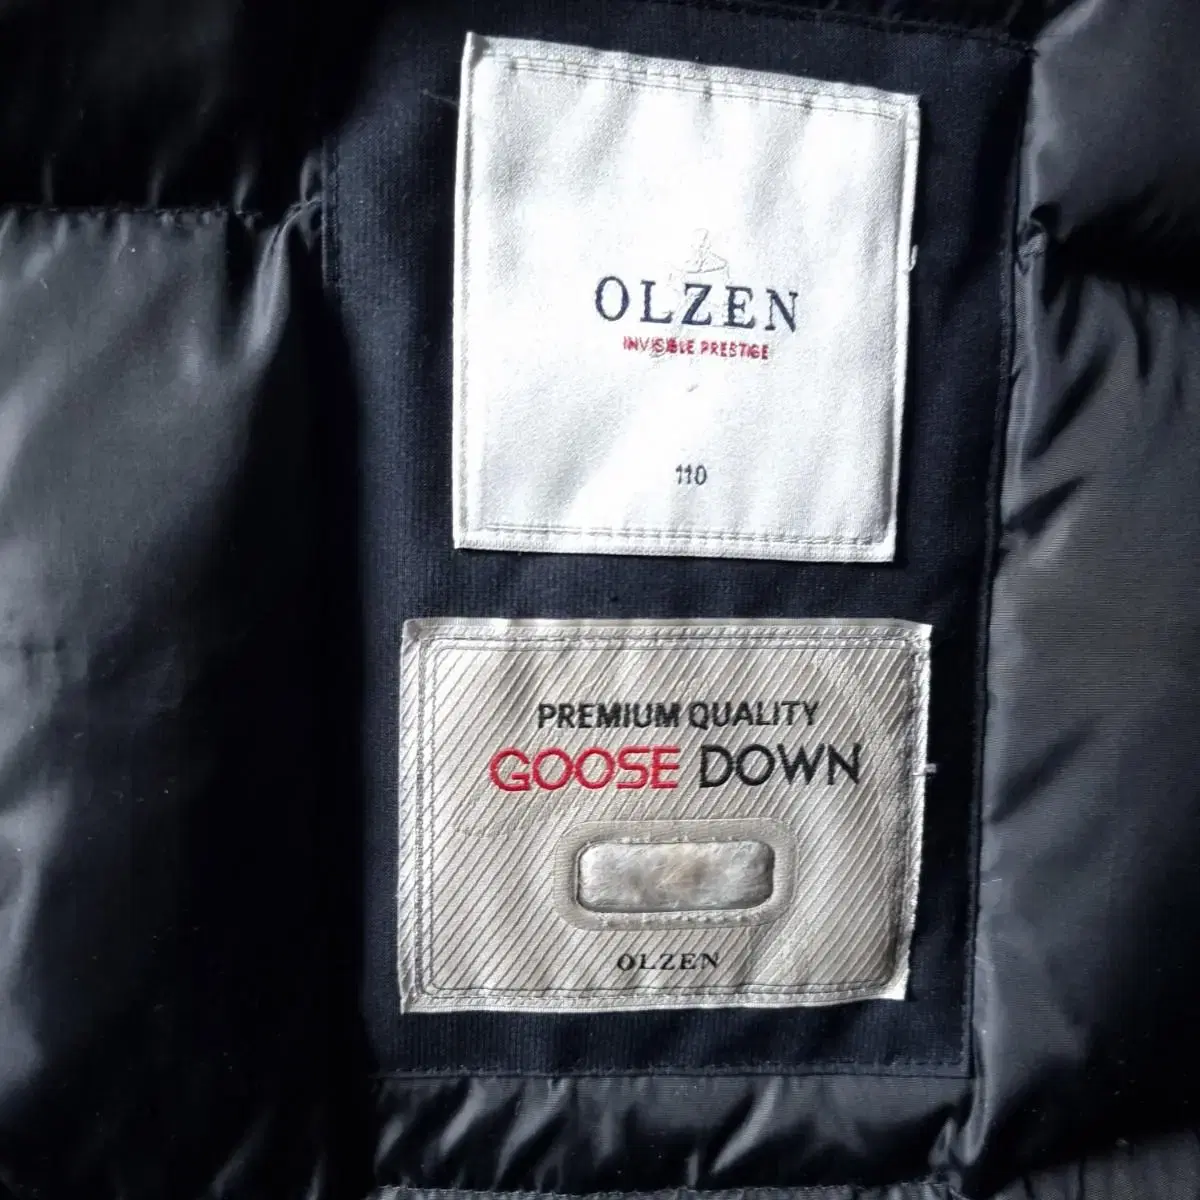 OLZEN
INVISIBLE PRESTIGE
110
PREMIUM QUALITY
GOOSE DOWN
OLZEN